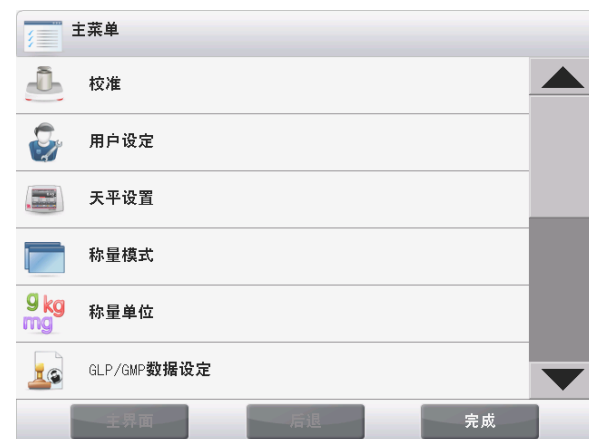 主菜单
校准
用户设定
天平设置
称量模式
g kg
mg
称量单位
GLP/GMP数据设定
主界面
后退
完成